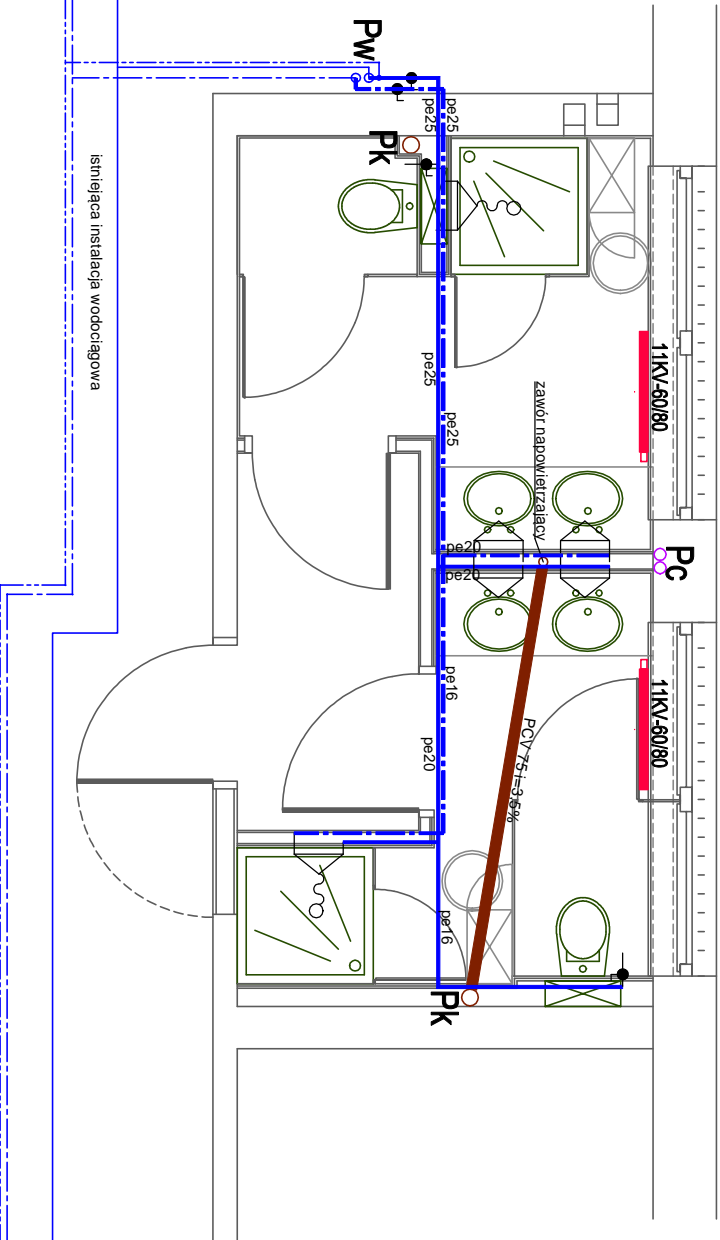 Pw
pe25
pe25
Pk
istniejąca instalacja wodociągowa
11KV-60/80
pe25
pe25
zawór napowietrzający
Pc
pe20
pe20
11KV-60/80
pe16
pe20
PCV 75 i=3,5%
pe16
Pk